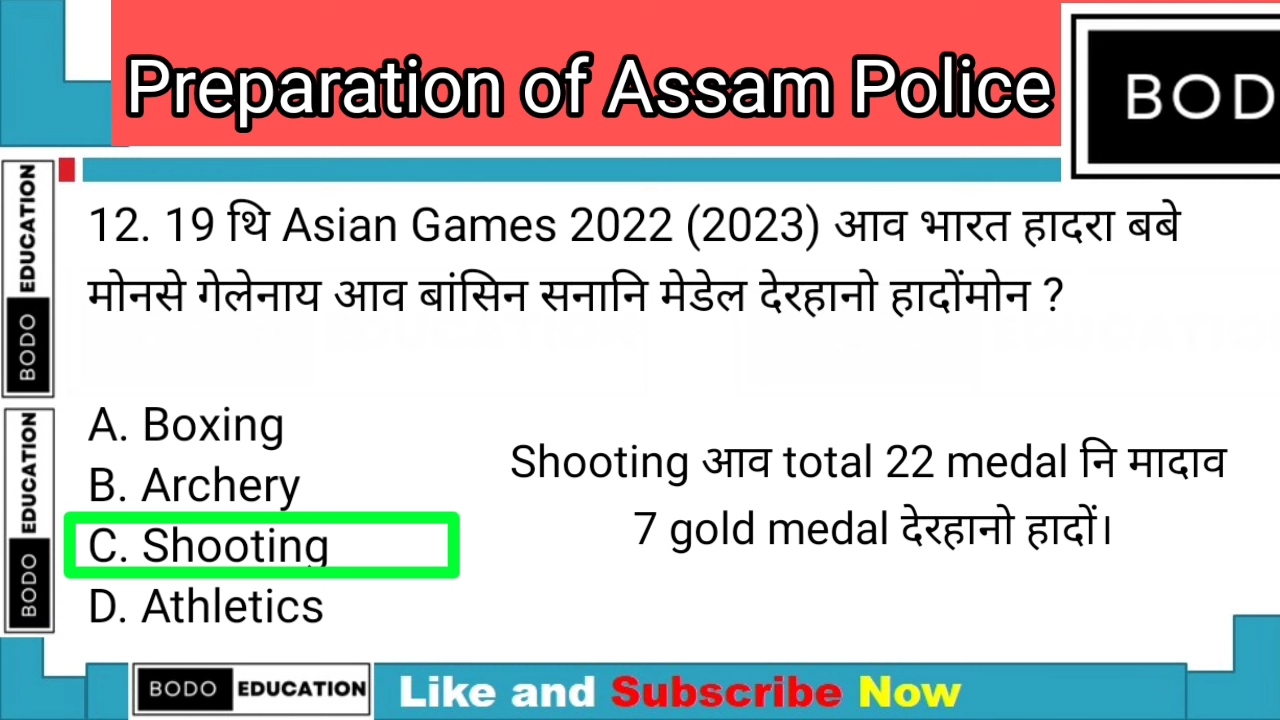 Preparation of Assam Police
BOD
EDUCATION
BODO
EDUCATION
BODO
12. 19 थि Asian Games 2022 (2023) आव भारत हादरा बबे
मोनसे गेलेनाय आव बांसिन सनानि मेडेल देरहानो हादोंमोन ?
A. Boxing
B. Archery
C. Shooting
D. Athletics
Shooting आव total 22 medal नि मादाव
7 gold medal देरहानो हादों।
BODO EDUCATION
Like and Subscribe Now